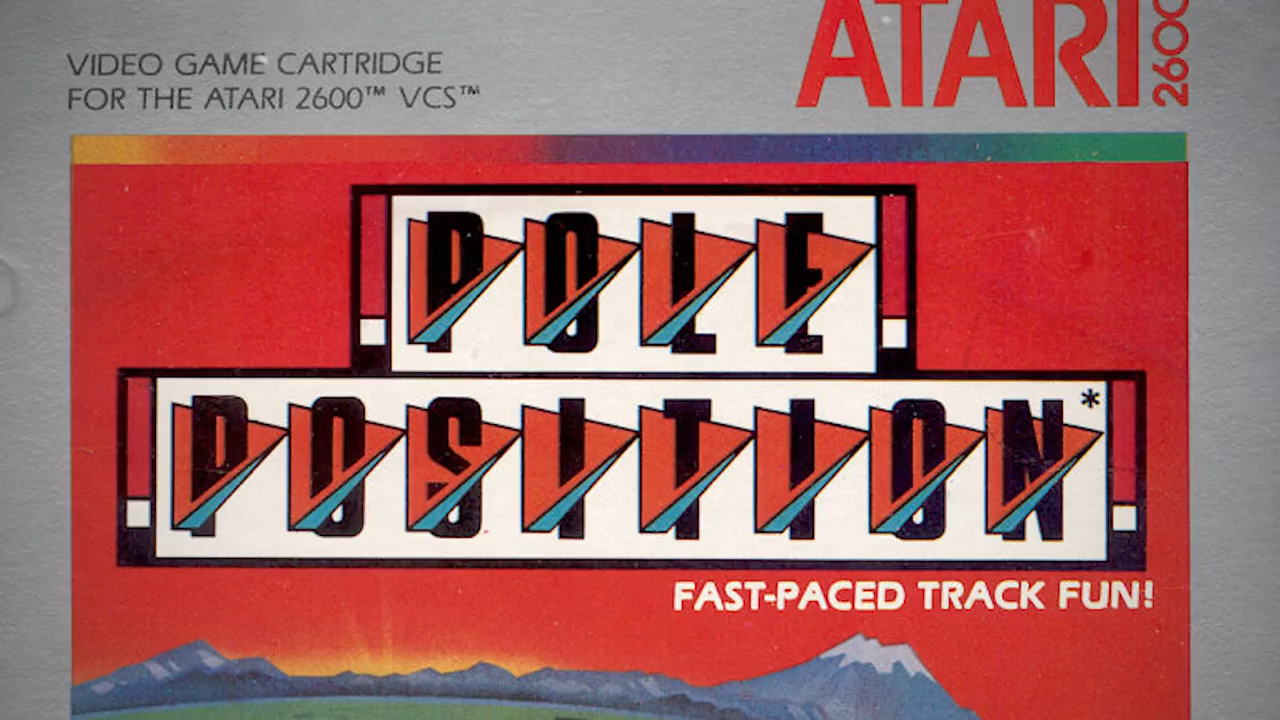 VIDEO GAME CARTRIDGE
FOR THE ATARI 2600™ VCS™
ATARI 2600
POLE
POSITION*
FAST-PACED TRACK FUN!